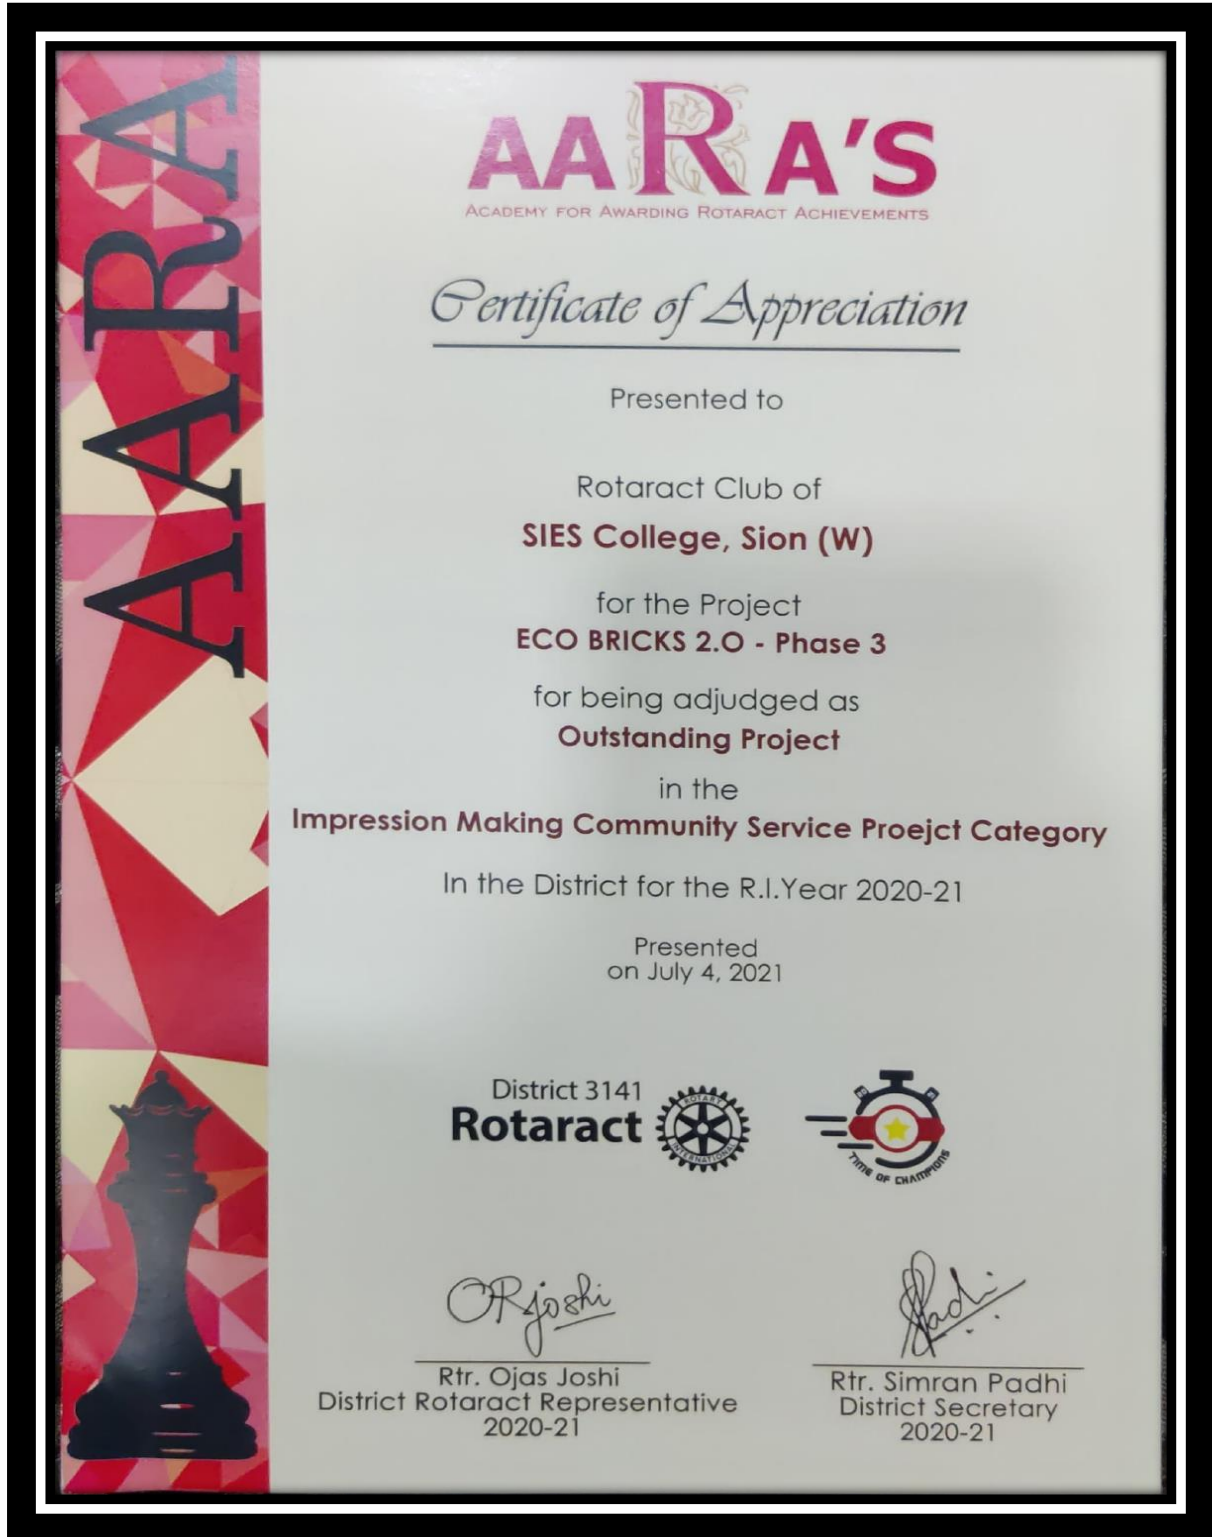 AARA
AARA'S
ACADEMY FOR AWARDING ROTARACT ACHIEVEMENTS
Certificate of Appreciation
Presented to
Rotaract Club of
SIES College, Sion (W)
for the Project
ECO BRICKS 2.O - Phase 3
for being adjudged as
Outstanding Project
in the
Impression Making Community Service Proejct Category
In the District for the R.I.Year 2020-21
Presented
on July 4, 2021
District 3141
Rotaract
ROTARY
INTERNATIONAL
TIME OF CHAMPIONS
ORjoshi
SPadhi
Rtr. Ojas Joshi
District Rotaract Representative
2020-21
Rtr. Simran Padhi
District Secretary
2020-21